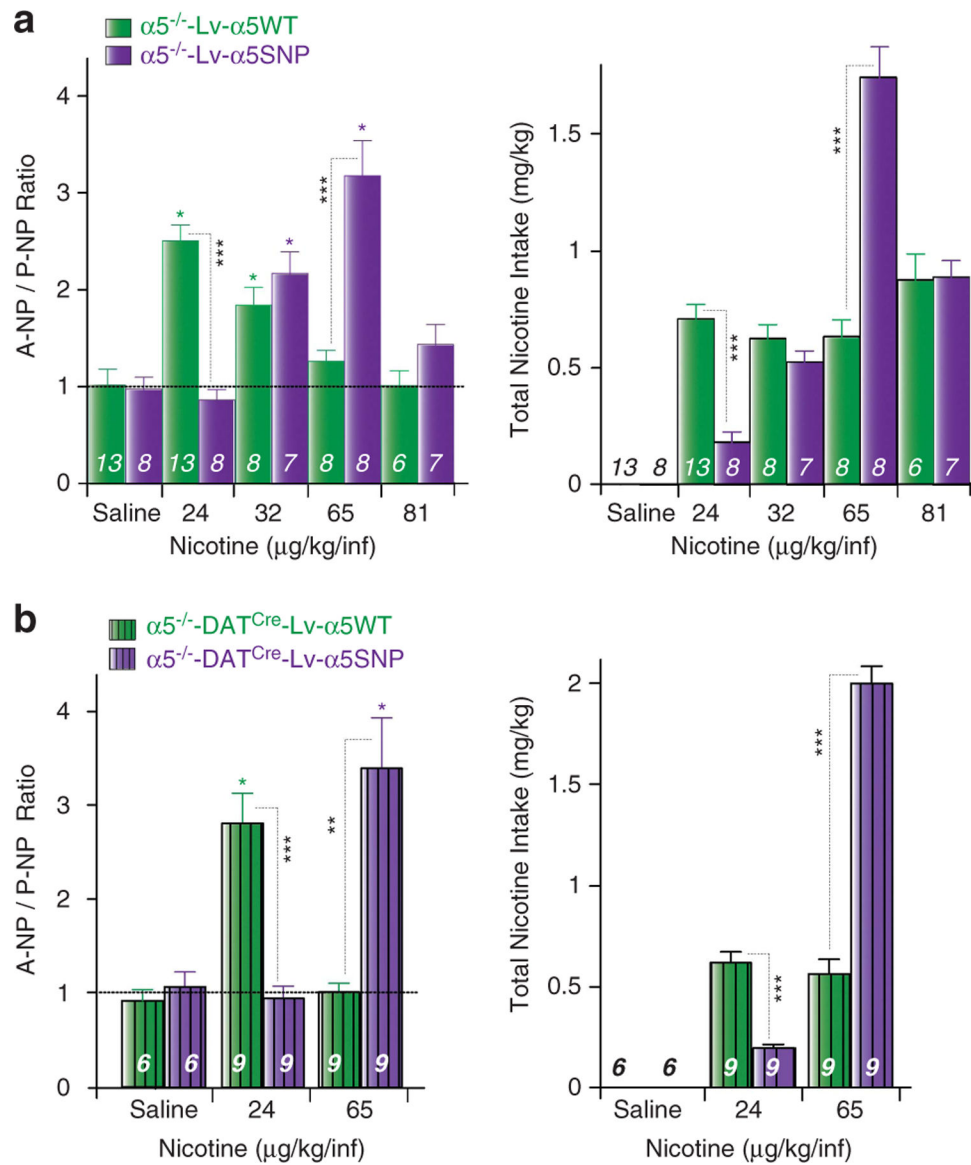 a
α5-/--Lv-α5WT
α5-/--Lv-α5SNP
A-NP / P-NP Ratio
4
3
2
1
0
*
***
*
*
***
*
13 8 13 8 8 7 8 8 6 7
Saline 24 32 65 81
Nicotine (μg/kg/inf)
Total Nicotine Intake (mg/kg)
1.5
1
0.5
0
***
***
13 8 13 8 8 7 8 8 6 7
Saline 24 32 65 81
Nicotine (μg/kg/inf)
b
α5-/--DATCre-Lv-α5WT
α5-/--DATCre-Lv-α5SNP
A-NP / P-NP Ratio
4
3
2
1
0
*
***
**
*
6 6 9 9 9 9
Saline 24 65
Nicotine (μg/kg/inf)
Total Nicotine Intake (mg/kg)
2
1.5
1
0.5
0
***
***
6 6 9 9 9 9
Saline 24 65
Nicotine (μg/kg/inf)